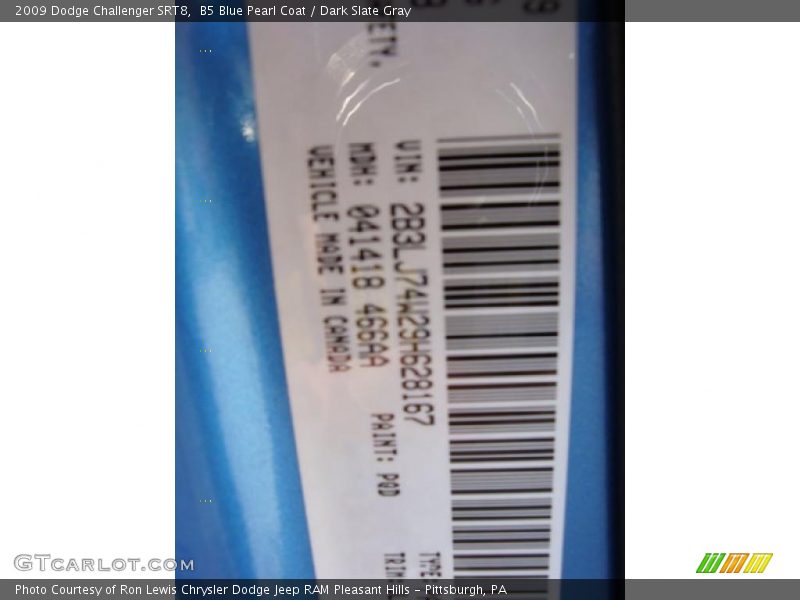 2009 Dodge Challenger SRT8, B5 Blue Pearl Coat / Dark Slate Gray
VIN: 2B3LJ74W29H628167
MDH: 041418 466AA
VEHICLE MADE IN CANADA
PAINT: PQD
GTCARLOT.COM
Photo Courtesy of Ron Lewis Chrysler Dodge Jeep RAM Pleasant Hills – Pittsburgh, PA